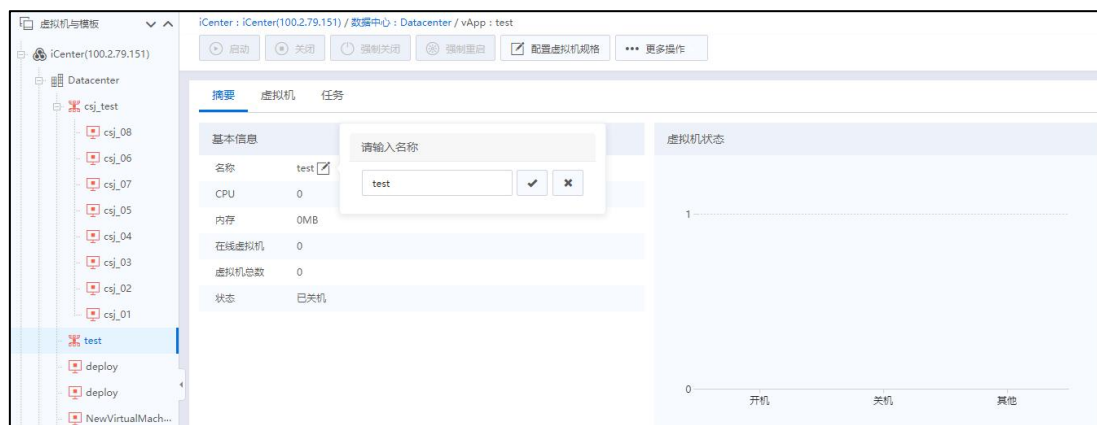 虚拟机与模板
iCenter(100.2.79.151)
Datacenter
csj_test
csj_08
csj_06
csj_07
csj_05
csj_04
csj_03
csj_02
csj_01
test
deploy
deploy
NewVirtualMach...
iCenter : iCenter(100.2.79.151) / 数据中心 : Datacenter / vApp : test
启动 关闭 强制关闭 强制重启 配置虚拟机规格 更多操作
摘要 虚拟机 任务
基本信息
名称 test
CPU 0
内存 0MB
在线虚拟机 0
虚拟机总数 0
状态 已关机
请输入名称
test
虚拟机状态
1
0
开机 关机 其他